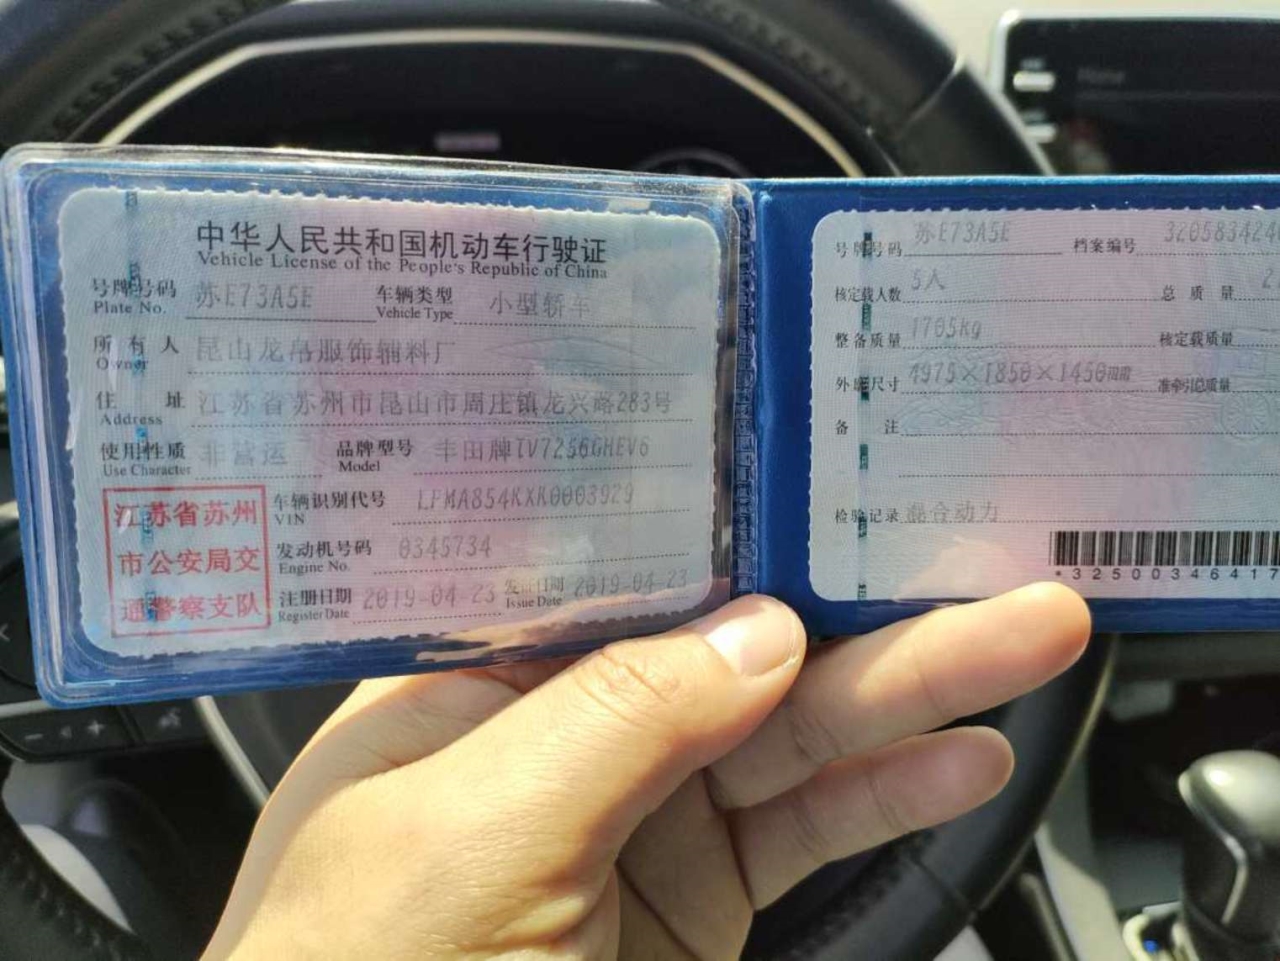 中华人民共和国机动车行驶证
Vehicle License of the People's Republic of China
号牌号码 苏E73A5E 车辆类型 小型轿车
Plate No. Vehicle Type
所有人 昆山龙帛服饰辅料厂
Owner
住址 江苏省苏州市昆山市周庄镇龙兴路283号
Address
使用性质 非营运 品牌型号 丰田牌TV7256GHEV6
Use Character Model
江苏省苏州
市公安局交
通警察支队
车辆识别代号 LFMA854KXK0003929
VIN
发动机号码 0345734
Engine No.
注册日期 2019-04-23 发证日期 2019-04-23
Register Date Issue Date
号牌号码 苏E73A5E 档案编号 320583424
核定载人数 5人 总质量 2
整备质量 1705kg 核定载质量
外廓尺寸 4975×1850×1450mm 准牵引总质量
备注
检验记录 混合动力
*32500346417